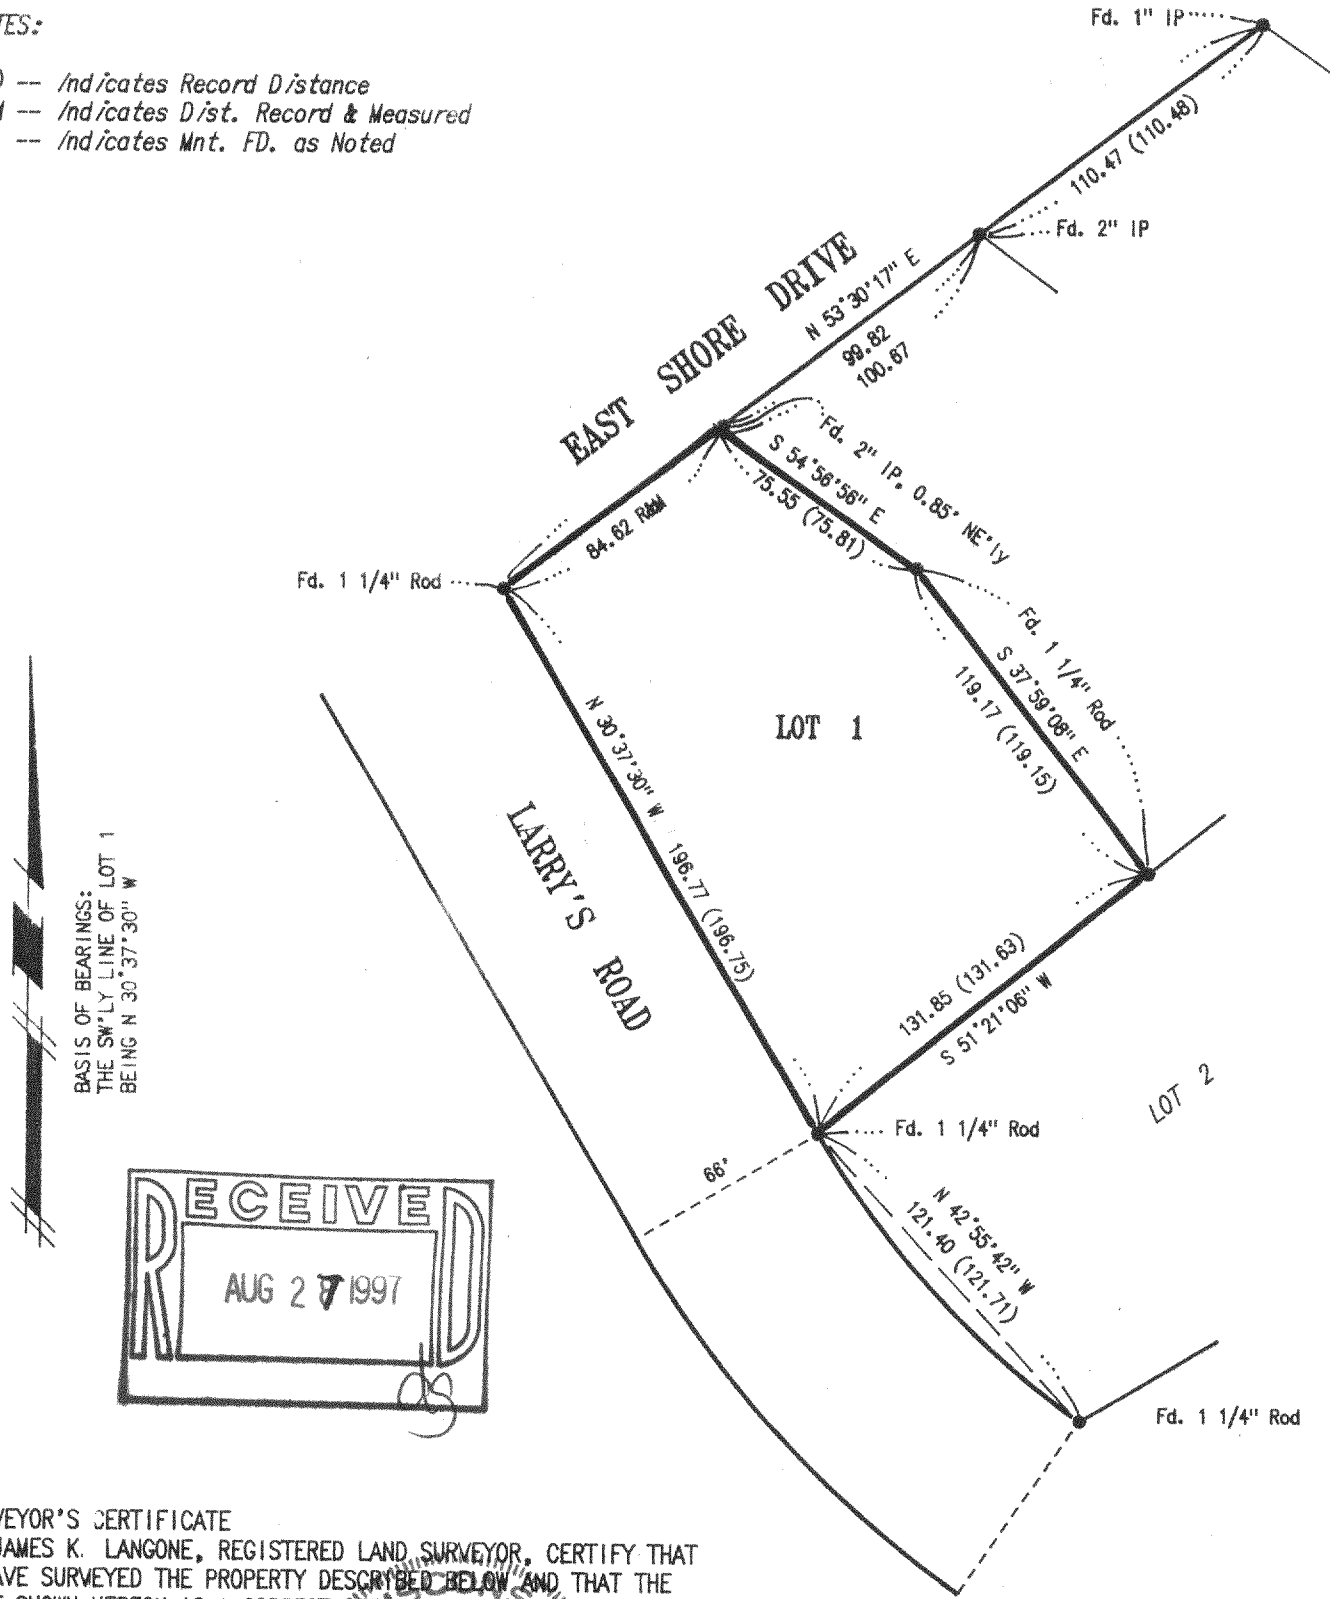 Fd. 1" IP
-- Indicates Record Distance
-- Indicates Dist. Record & Measured
-- Indicates Mnt. FD. as Noted
110.47 (110.48)
Fd. 2" IP
EAST SHORE DRIVE
N 53°30'17" E
99.82
100.67
Fd. 2" IP. 0.85' NE'ly
S 54°56'56" E
75.55 (75.81)
84.62 R&M
Fd. 1 1/4" Rod
Fd. 1 1/4" Rod
S 37°59'08" E
119.17 (119.15)
LOT 1
N 30°37'30" W 196.77 (196.75)
LARRY'S ROAD
BASIS OF BEARINGS:
THE SW'LY LINE OF LOT 1
BEING N 30°37'30" W
131.85 (131.63)
S 51°21'06" W
LOT 2
Fd. 1 1/4" Rod
66'
N 42°55'42" W
121.40 (121.71)
RECEIVED
AUG 27 1997
Fd. 1 1/4" Rod
CERTIFICATE
JAMES K. LANGONE, REGISTERED LAND SURVEYOR, CERTIFY THAT
SURVEYED THE PROPERTY DESCRIBED BELOW AND THAT THE